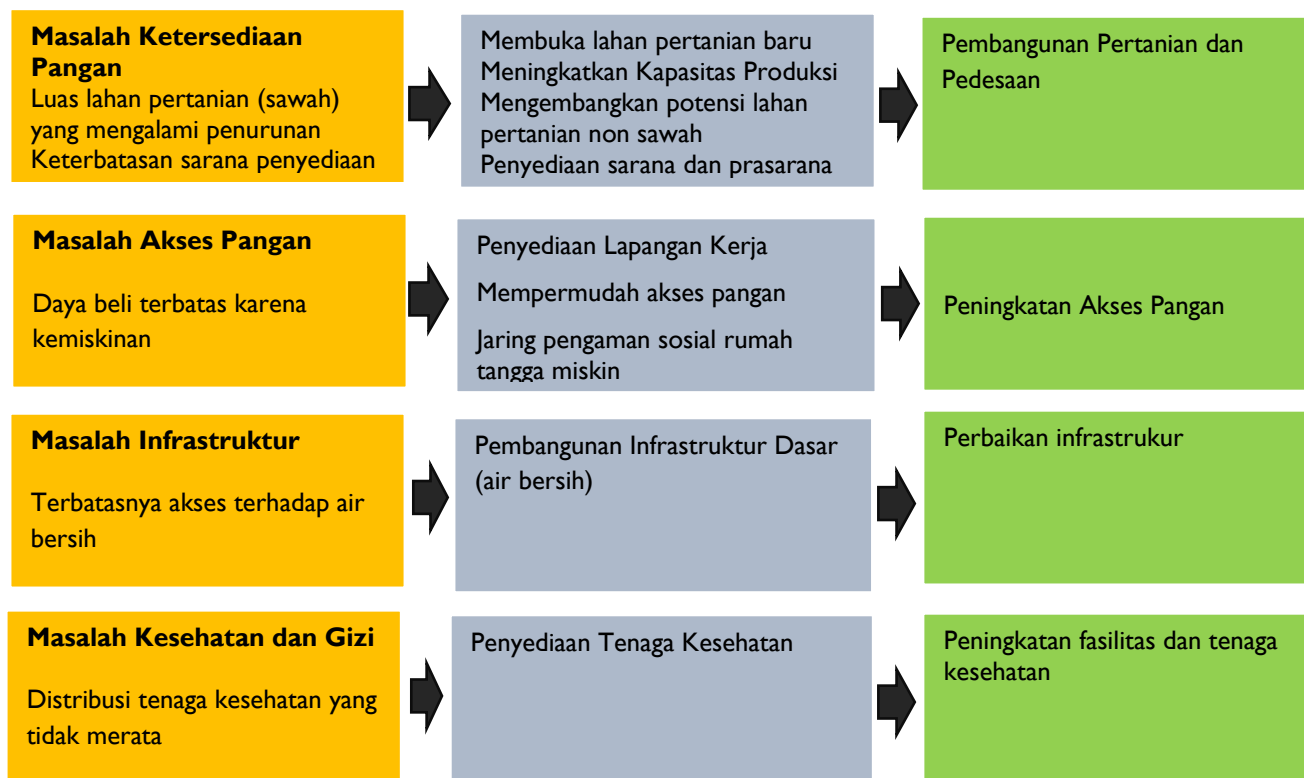 Masalah Ketersediaan
Pangan
Luas lahan pertanian (sawah)
yang mengalami penurunan
Keterbatasan sarana penyediaan
Membuka lahan pertanian baru
Meningkatkan Kapasitas Produksi
Mengembangkan potensi lahan
pertanian non sawah
Penyediaan sarana dan prasarana
Pembangunan Pertanian dan
Pedesaan
Masalah Akses Pangan
Daya beli terbatas karena
kemiskinan
Penyediaan Lapangan Kerja
Mempermudah akses pangan
Jaring pengaman sosial rumah
tangga miskin
Peningkatan Akses Pangan
Masalah Infrastruktur
Terbatasnya akses terhadap air
bersih
Pembangunan Infrastruktur Dasar
(air bersih)
Perbaikan infrastrukur
Masalah Kesehatan dan Gizi
Distribusi tenaga kesehatan yang
tidak merata
Penyediaan Tenaga Kesehatan
Peningkatan fasilitas dan tenaga
kesehatan